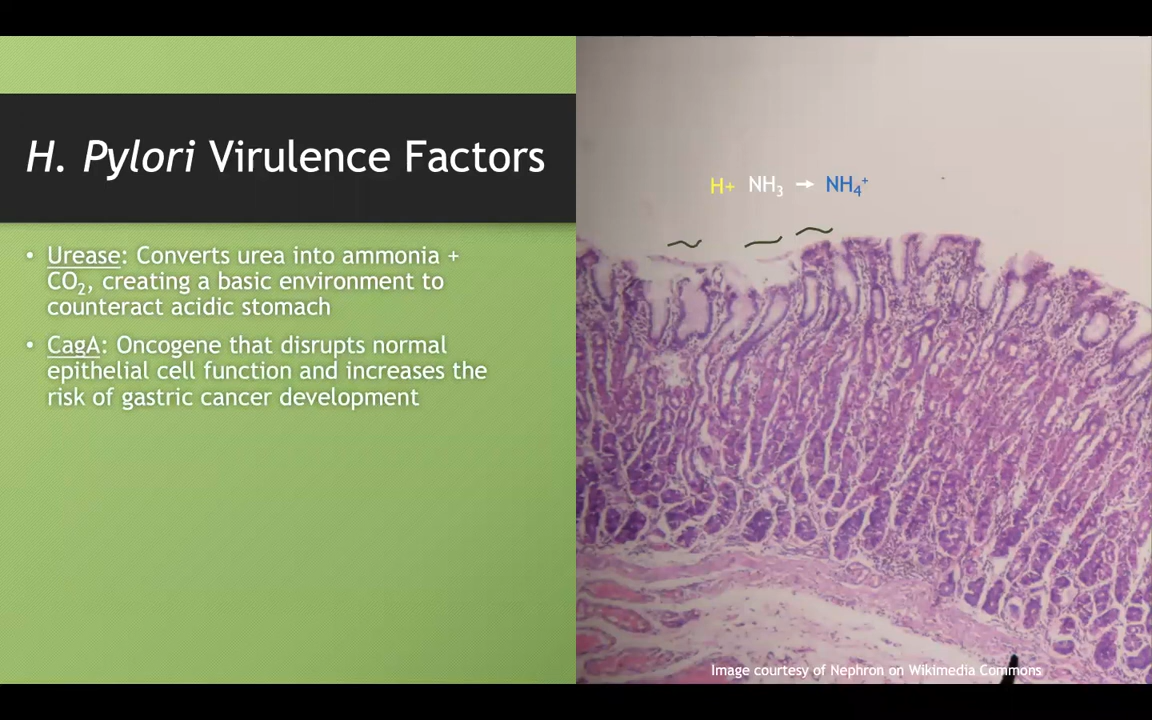 H. Pylori Virulence Factors
• Urease: Converts urea into ammonia +
CO₂, creating a basic environment to
counteract acidic stomach
• CagA: Oncogene that disrupts normal
epithelial cell function and increases the
risk of gastric cancer development
H+ NH₃ → NH₄⁺
Image courtesy of Nephron on Wikimedia Commons